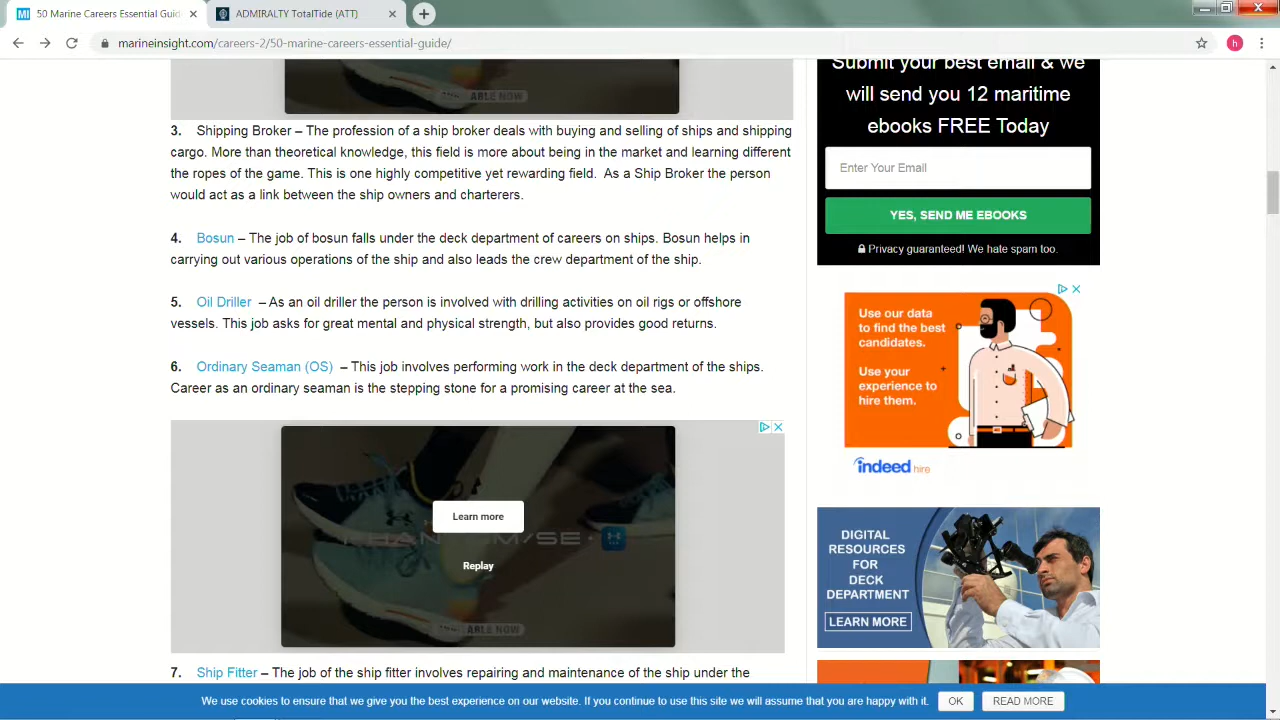 50 Marine Careers Essential Guid
ADMIRALTY TotalTide (ATT)
marineinsight.com/careers-2/50-marine-careers-essential-guide/
h
ABLE NOW
3. Shipping Broker – The profession of a ship broker deals with buying and selling of ships and shipping
cargo. More than theoretical knowledge, this field is more about being in the market and learning different
the ropes of the game. This is one highly competitive yet rewarding field. As a Ship Broker the person
would act as a link between the ship owners and charterers.
4. Bosun – The job of bosun falls under the deck department of careers on ships. Bosun helps in
carrying out various operations of the ship and also leads the crew department of the ship.
5. Oil Driller – As an oil driller the person is involved with drilling activities on oil rigs or offshore
vessels. This job asks for great mental and physical strength, but also provides good returns.
6. Ordinary Seaman (OS) – This job involves performing work in the deck department of the ships.
Career as an ordinary seaman is the stepping stone for a promising career at the sea.
Learn more
Replay
ABLE NOW
7. Ship Fitter – The job of the ship fitter involves repairing and maintenance of the ship under the
Submit your best email & we
will send you 12 maritime
ebooks FREE Today
Enter Your Email
YES, SEND ME EBOOKS
Privacy guaranteed! We hate spam too.
Use our data
to find the best
candidates.
Use your
experience to
hire them.
indeed hire
DIGITAL
RESOURCES
FOR
DECK
DEPARTMENT
LEARN MORE
We use cookies to ensure that we give you the best experience on our website. If you continue to use this site we will assume that you are happy with it.
OK
READ MORE